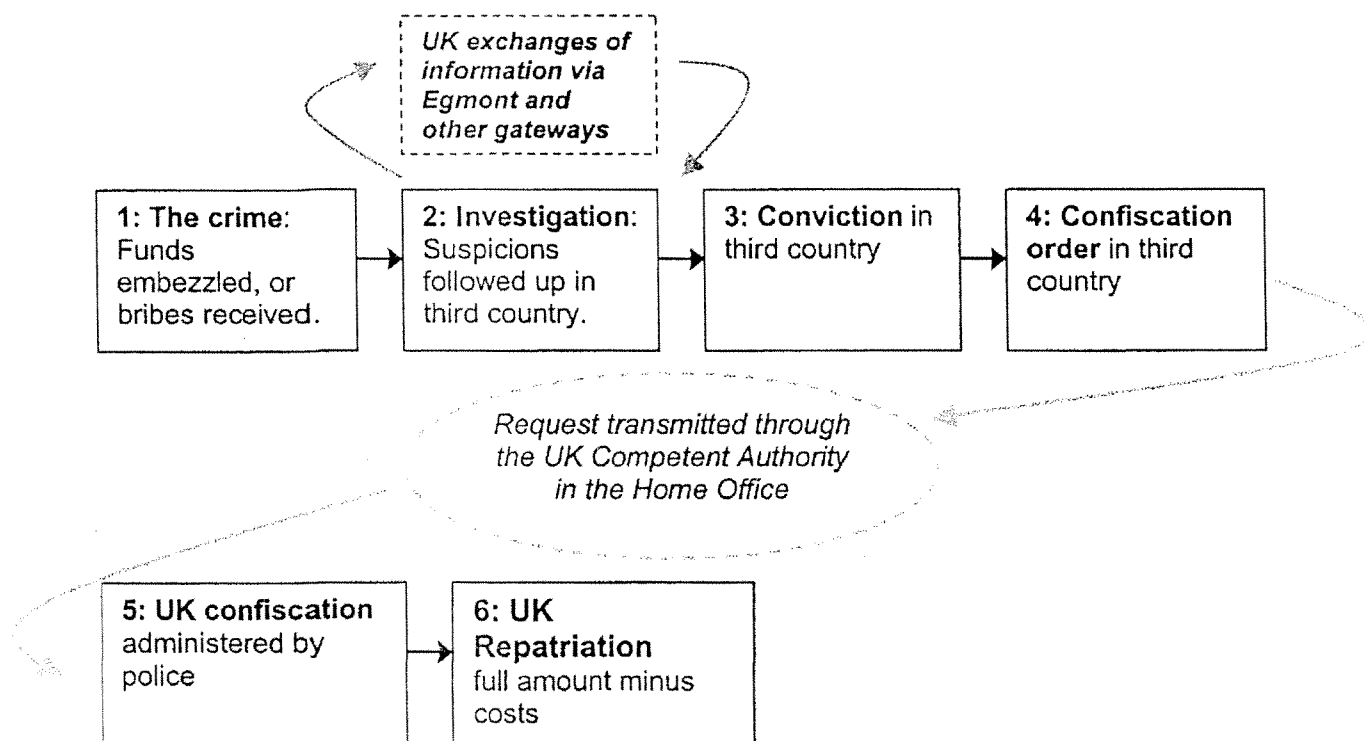 UK exchanges of
information via
Egmont and
other gateways
1: The crime:
Funds
embezzled, or
bribes received.
2: Investigation:
Suspicions
followed up in
third country.
3: Conviction in
third country
4: Confiscation
order in third
country
Request transmitted through
the UK Competent Authority
in the Home Office
5: UK confiscation
administered by
police
6: UK
Repatriation
full amount minus
costs